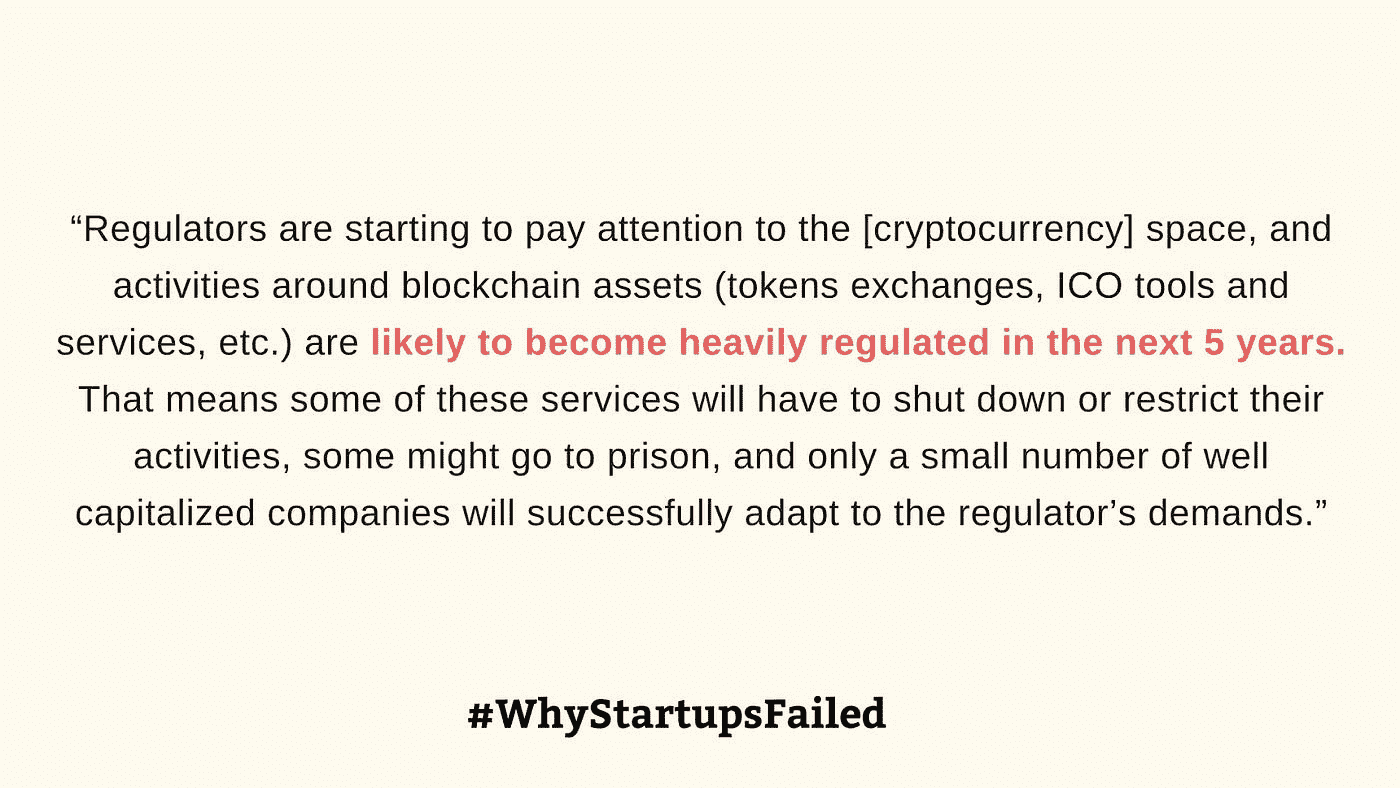 “Regulators are starting to pay attention to the [cryptocurrency] space, and
activities around blockchain assets (tokens exchanges, ICO tools and
services, etc.) are likely to become heavily regulated in the next 5 years.
That means some of these services will have to shut down or restrict their
activities, some might go to prison, and only a small number of well
capitalized companies will successfully adapt to the regulator’s demands.”
#WhyStartupsFailed